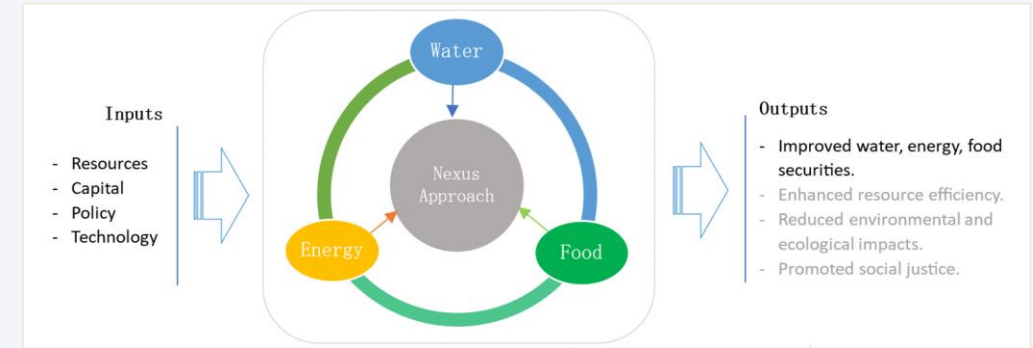 Inputs
- Resources
- Capital
- Policy
- Technology
Water
Nexus
Approach
Energy
Food
Outputs
- Improved water, energy, food
securities.
- Enhanced resource efficiency.
- Reduced environmental and
ecological impacts.
- Promoted social justice.